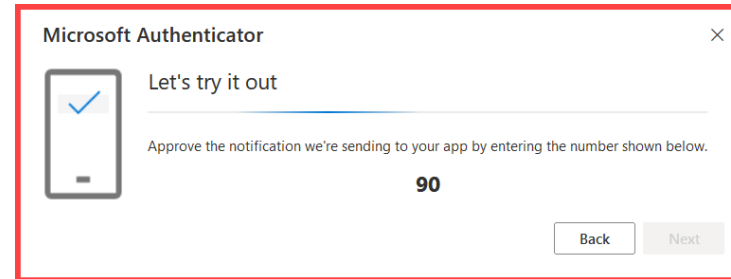 Microsoft Authenticator
Let's try it out
Approve the notification we're sending to your app by entering the number shown below.
90
Back
Next